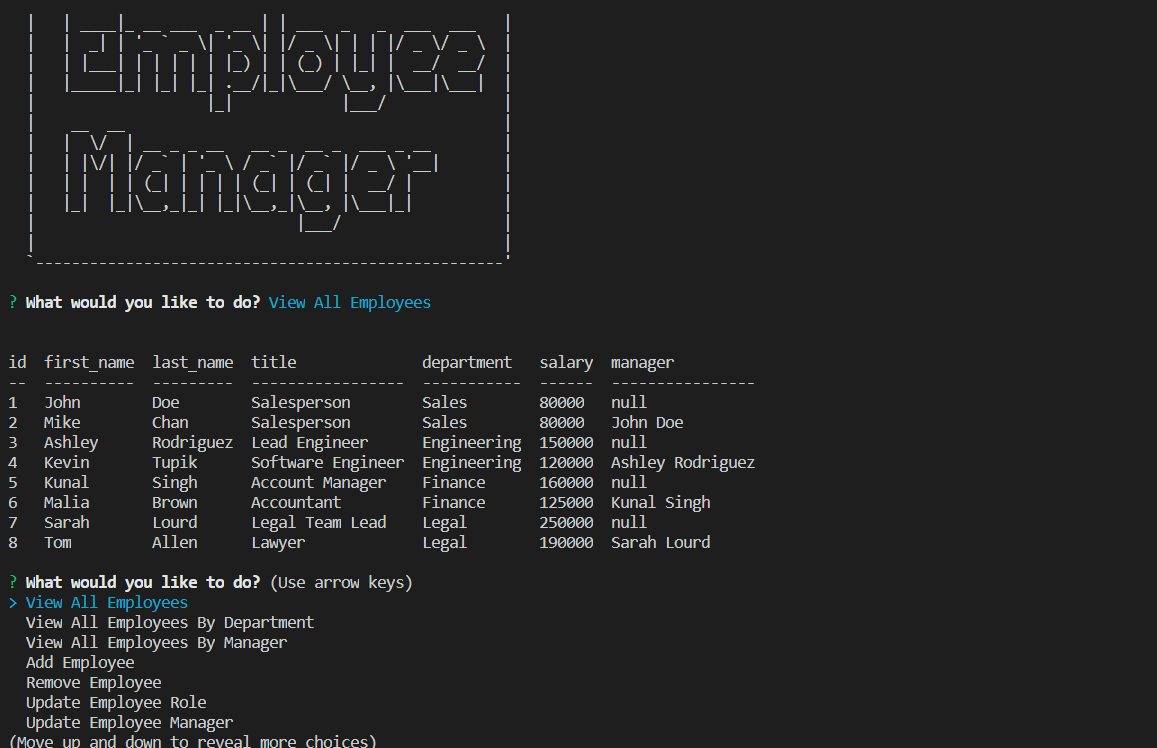 Employee
Manager
? What would you like to do? View All Employees
id  first_name  last_name  title              department   salary  manager
--  ----------  ---------  -----------------  -----------  ------  ----------------
1   John        Doe        Salesperson        Sales        80000   null
2   Mike        Chan       Salesperson        Sales        80000   John Doe
3   Ashley      Rodriguez  Lead Engineer      Engineering  150000  null
4   Kevin       Tupik      Software Engineer  Engineering  120000  Ashley Rodriguez
5   Kunal       Singh      Account Manager    Finance      160000  null
6   Malia       Brown      Accountant         Finance      125000  Kunal Singh
7   Sarah       Lourd      Legal Team Lead    Legal        250000  null
8   Tom         Allen      Lawyer             Legal        190000  Sarah Lourd
? What would you like to do? (Use arrow keys)
> View All Employees
View All Employees By Department
View All Employees By Manager
Add Employee
Remove Employee
Update Employee Role
Update Employee Manager
(Move up and down to reveal more choices)